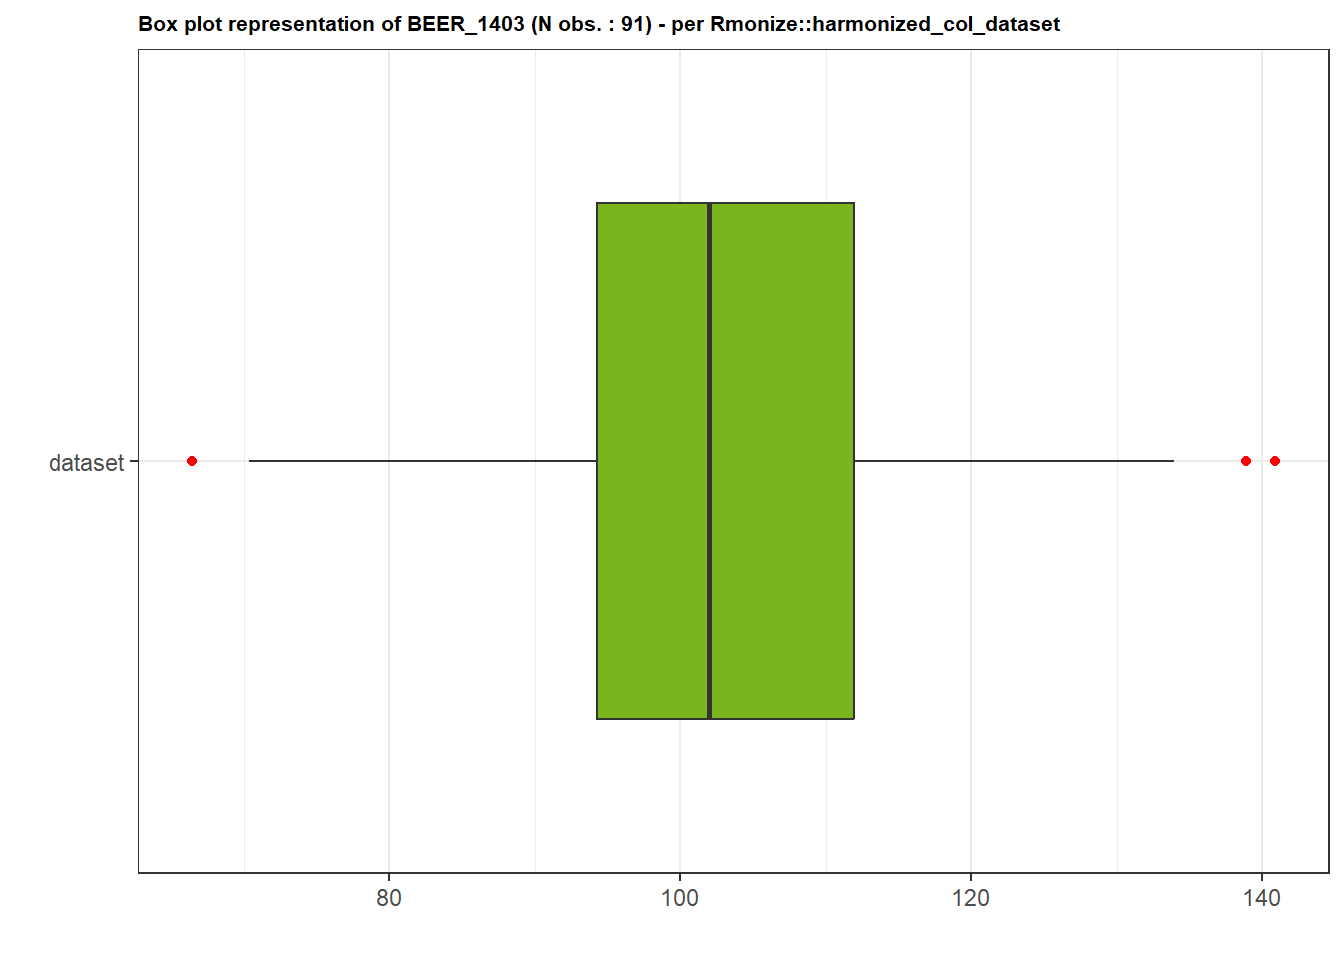 Box plot representation of BEER_1403 (N obs. : 91) - per Rmonize::harmonized_col_dataset
dataset
80 100 120 140